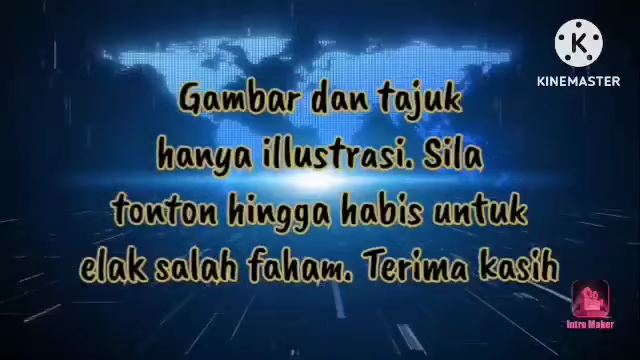 KINEMASTER
Gambar dan tajuk
hanya illustrasi. Sila
tonton hingga habis untuk
elak salah faham. Terima kasih
Intro Maker